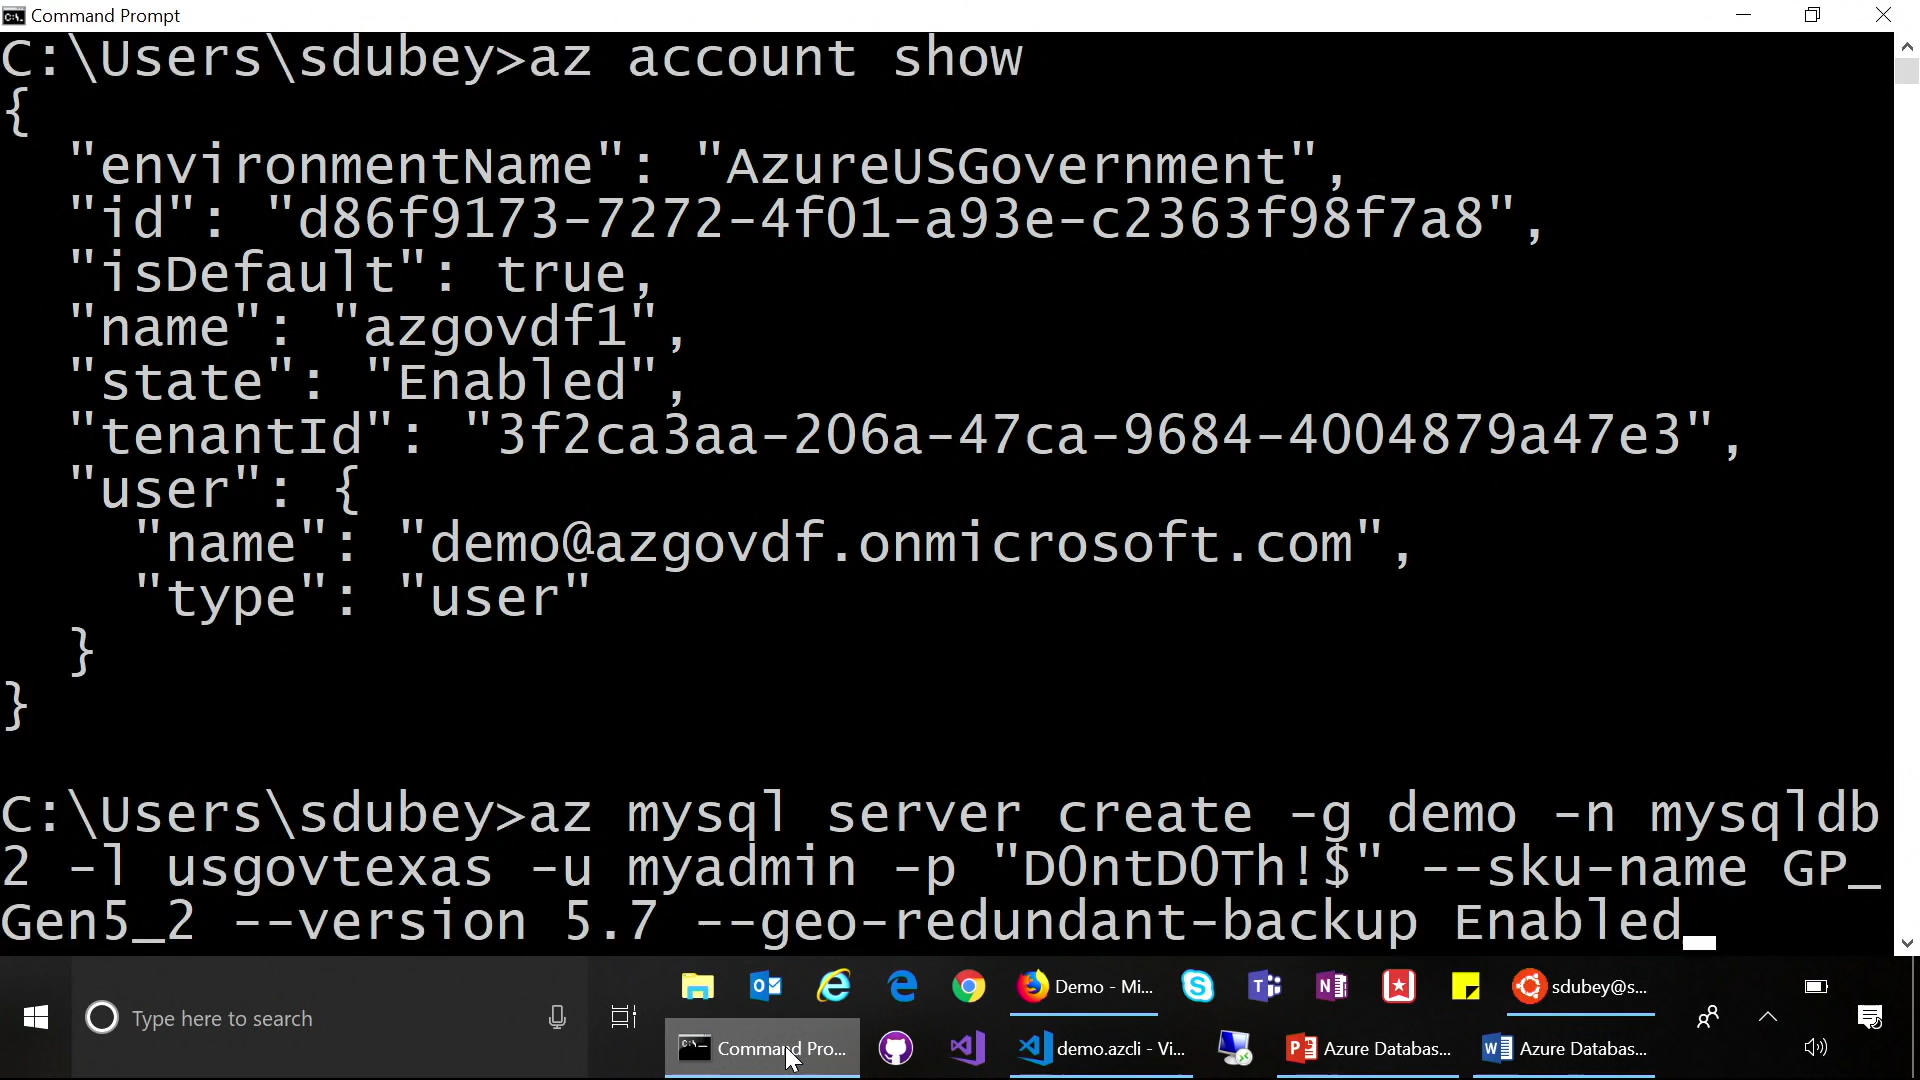 Command Prompt
C:\Users\sdubey>az account show
{
"environmentName": "AzureUSGovernment",
"id": "d86f9173-7272-4f01-a93e-c2363f98f7a8",
"isDefault": true,
"name": "azgovdf1",
"state": "Enabled",
"tenantId": "3f2ca3aa-206a-47ca-9684-4004879a47e3",
"user": {
"name": "demo@azgovdf.onmicrosoft.com",
"type": "user"
}
}
C:\Users\sdubey>az mysql server create -g demo -n mysqldb
2 -l usgovtexas -u myadmin -p "D0ntD0Th!$" --sku-name GP_
Gen5_2 --version 5.7 --geo-redundant-backup Enabled
Type here to search
Demo - Mi...
sdubey@s...
Command Pro...
demo.azcli - Vi...
Azure Databas...
Azure Databas...